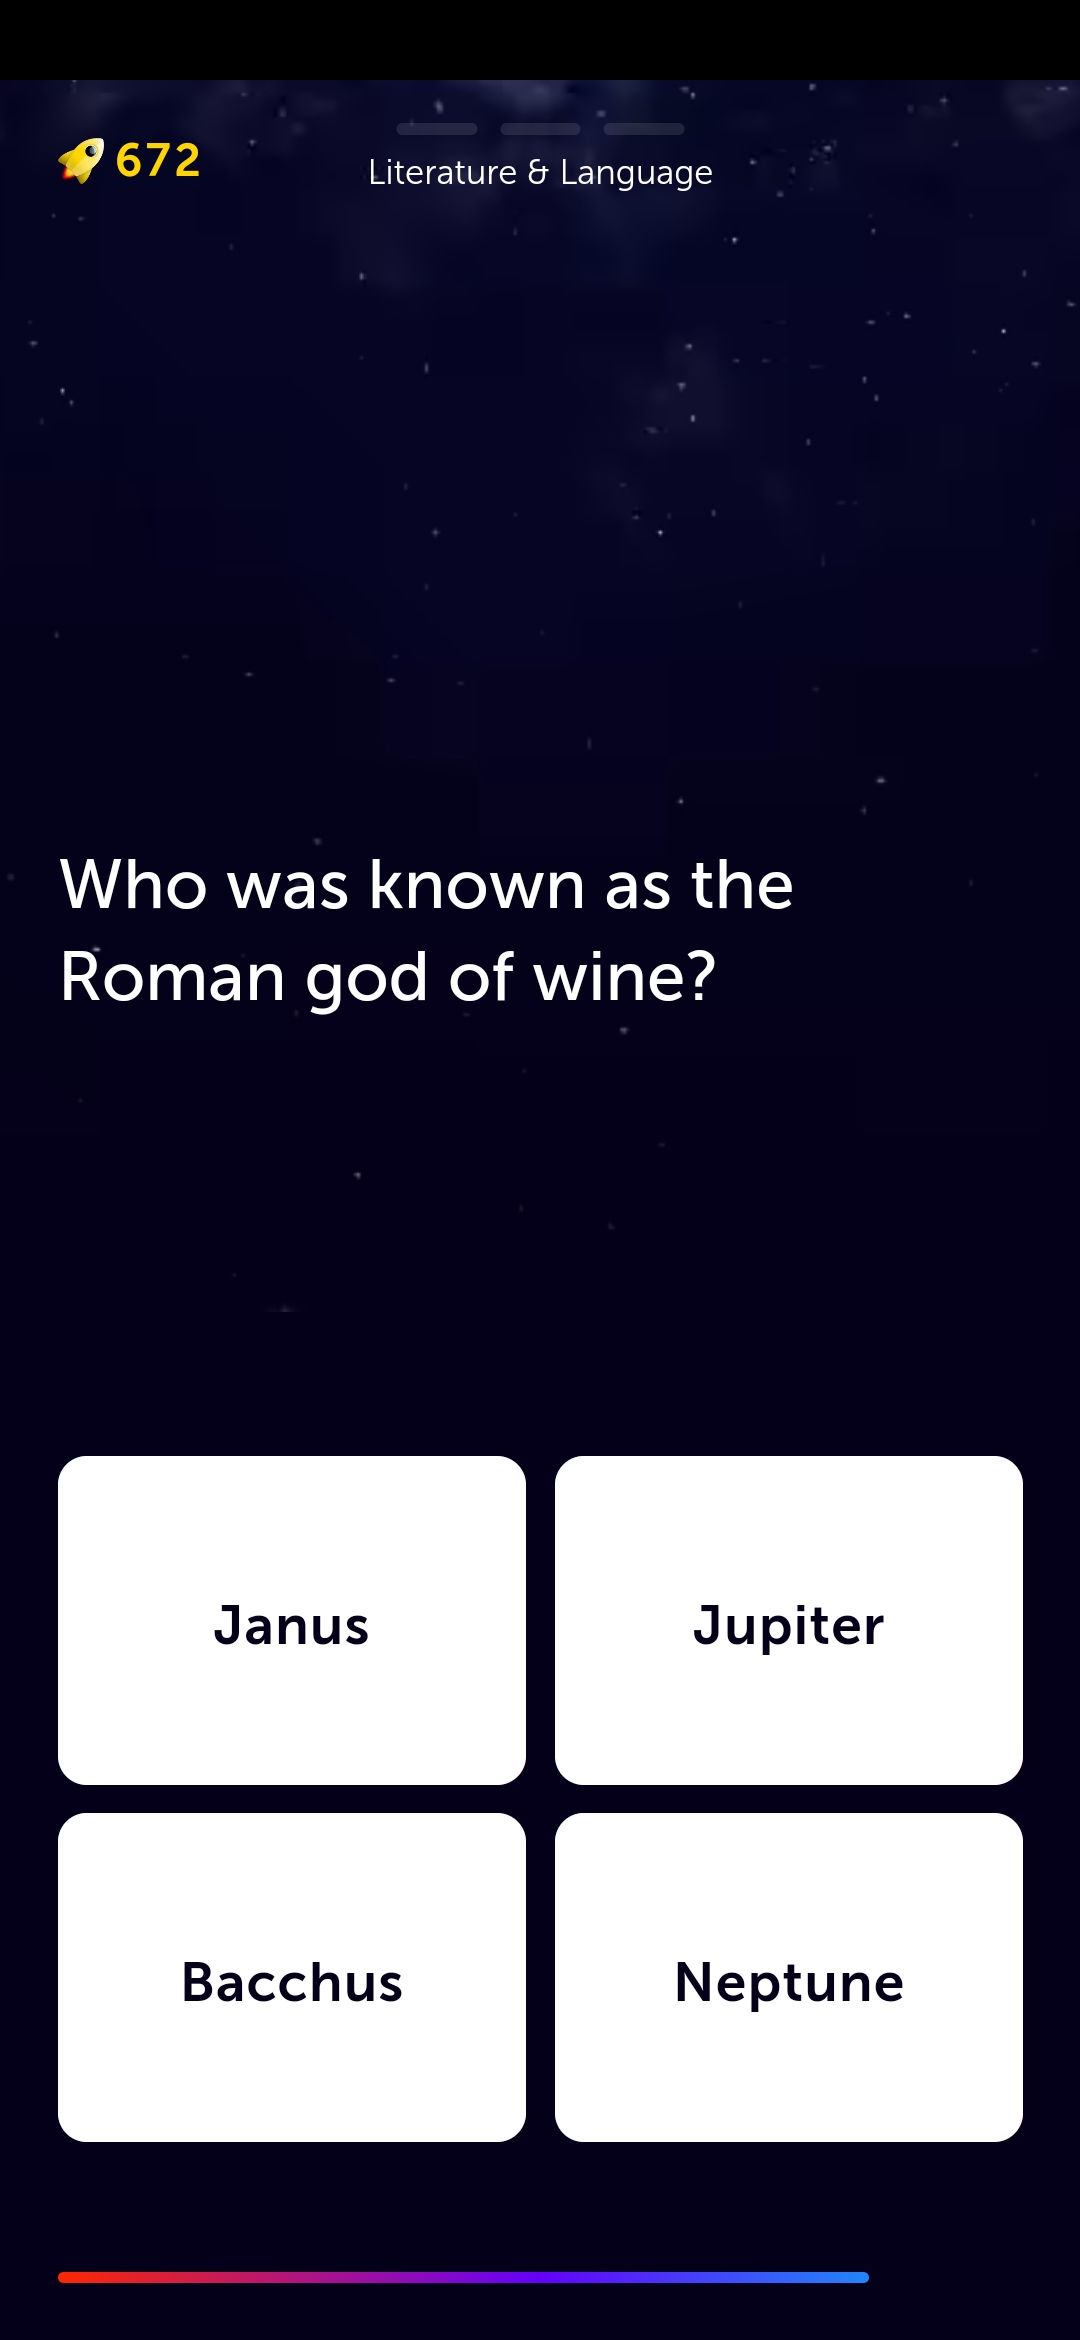 672
Literature & Language
Who was known as the
Roman god of wine?
Janus
Jupiter
Bacchus
Neptune